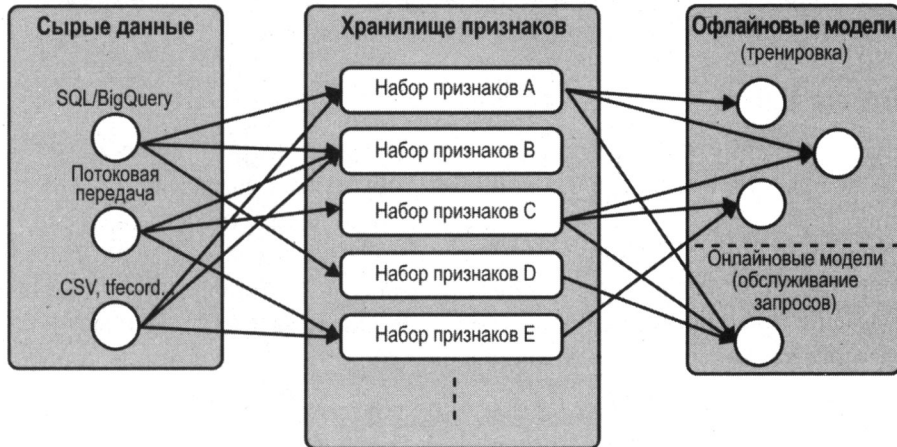 Сырые данные
SQL/BigQuery
Потоковая
передача
.CSV, tfecord...
Хранилище признаков
Набор признаков A
Набор признаков B
Набор признаков C
Набор признаков D
Набор признаков E
Офлайновые модели
(тренировка)
Онлайновые модели
(обслуживание
запросов)